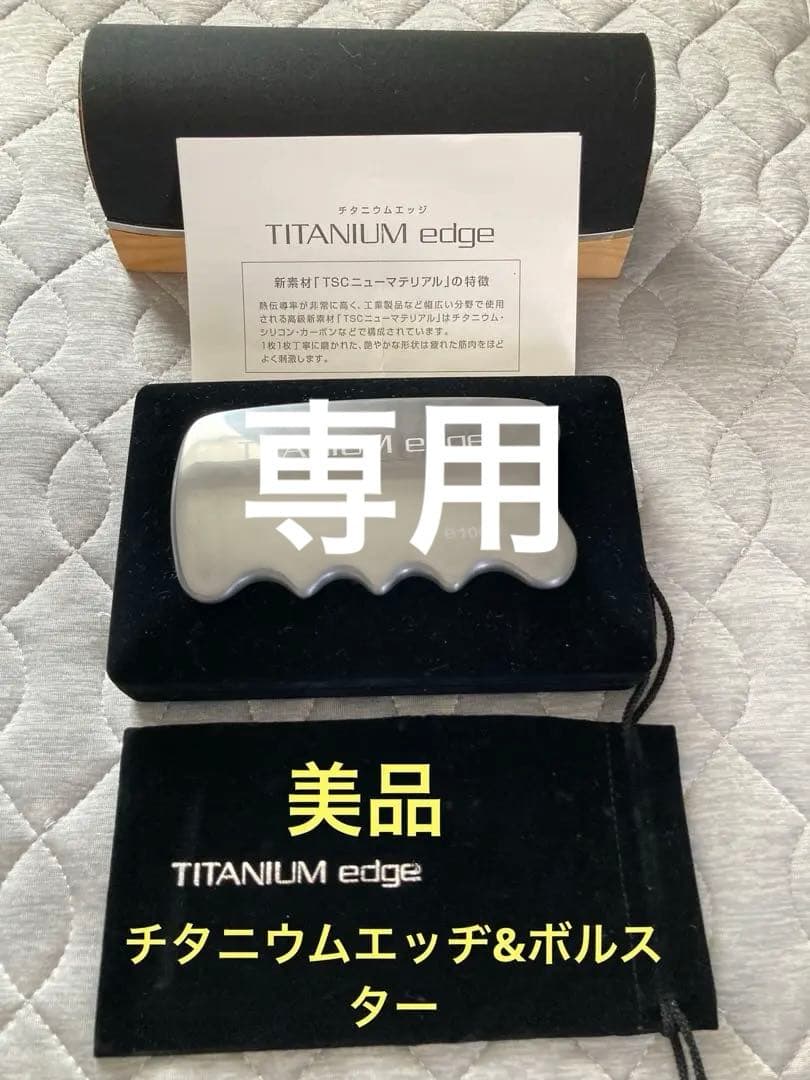 チタニウムエッジ
TITANIUM edge
新素材「TSCニューマテリアル」の特徴
熱伝導率が非常に高く、工業製品など幅広い分野で使用
される高級新素材「TSCニューマテリアル」はチタニウム・
シリコン・カーボンなどで構成されています。
1枚1枚丁寧に磨かれた、艶やかな形状は疲れた筋肉をほど
よく刺激します。
TITANIUM edge
専用
美品
TITANIUM edge
チタニウムエッヂ&ボルス
ター